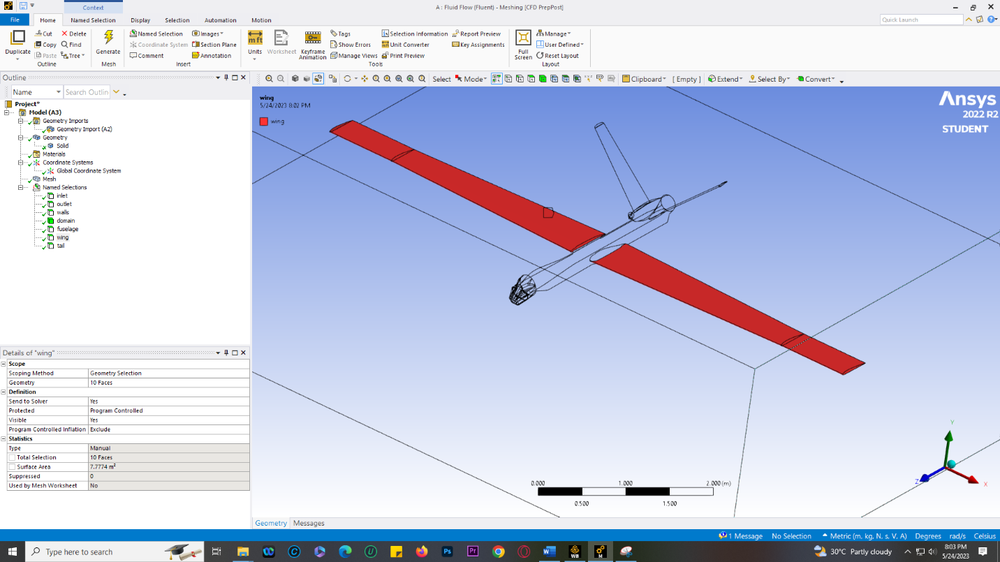 Context
A : Fluid Flow (Fluent) - Meshing [CFD PrepPost]
File Home Named Selection Display Selection Automation Motion
Quick Launch
Duplicate
Cut Delete
Copy Find
Paste Tree
Outline
Generate
Mesh
Named Selection Images
Coordinate System Section Plane
Comment Annotation
Insert
Units Worksheet Keyframe Animation
Tags Selection Information Report Preview
Show Errors Unit Converter Key Assignments
Manage Views Print Preview
Tools
Full Screen
Manage
User Defined
Reset Layout
Layout
Outline
Name Search Outlin
Select Mode Clipboard [ Empty ] Extend Select By Convert
Project*
Model (A3)
Geometry Imports
Geometry Import (A2)
Geometry
Solid
Materials
Coordinate Systems
Global Coordinate System
Mesh
Named Selections
inlet
outlet
walls
domain
fuselage
wing
tail
wing
5/24/2023 8:02 PM
wing
Ansys
2022 R2
STUDENT
Details of "wing"
Scope
Scoping Method Geometry Selection
Geometry 10 Faces
Definition
Send to Solver Yes
Protected Program Controlled
Visible Yes
Program Controlled Inflation Exclude
Statistics
Type Manual
Total Selection 10 Faces
Surface Area 7.7774 m²
Suppressed 0
Used by Mesh Worksheet No
0.000 1.000 2.000 (m)
0.500 1.500
Y
Z X
Geometry Messages
1 Message No Selection Metric (m, kg, N, s, V, A) Degrees rad/s Celsius
Type here to search
30°C Partly cloudy
8:03 PM
5/24/2023